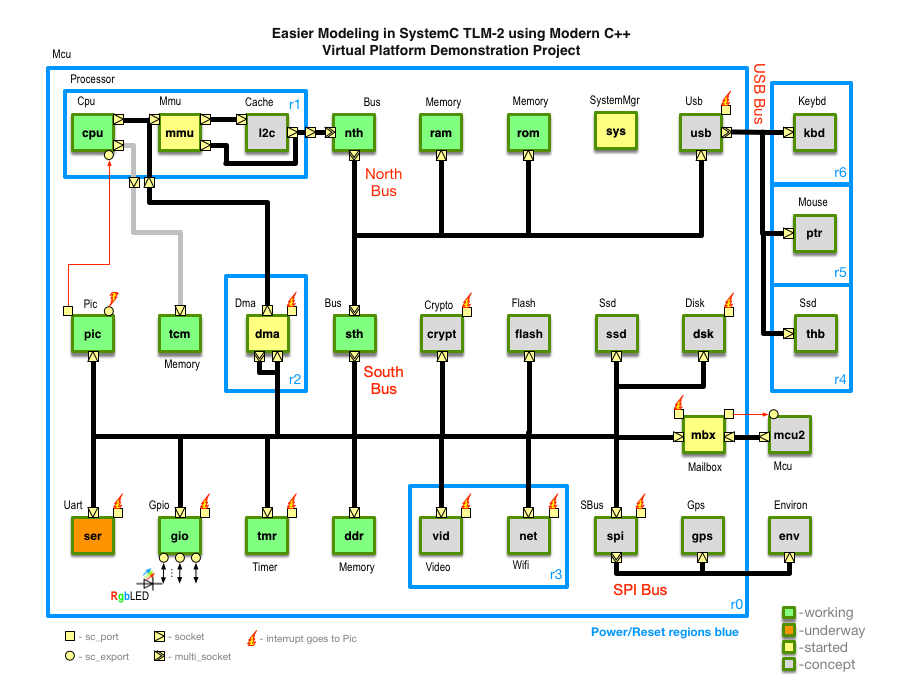 Easier Modeling in SystemC TLM-2 using Modern C++
Virtual Platform Demonstration Project
Mcu
Processor
Cpu
Mmu
Cache
r1
Bus
Memory
Memory
SystemMgr
Usb
USB Bus
Keybd
cpu
mmu
l2c
nth
ram
rom
sys
usb
kbd
r6
North
Bus
Mouse
ptr
r5
Pic
Dma
Bus
Crypto
Flash
Ssd
Disk
Ssd
pic
tcm
dma
sth
crypt
flash
ssd
dsk
thb
Memory
r2
South
Bus
r4
mbx
mcu2
Mailbox
Mcu
Uart
Gpio
SBus
Gps
Environ
ser
gio
tmr
ddr
vid
net
spi
gps
env
Timer
Memory
Video
Wifi
r3
SPI Bus
RgbLED
r0
- sc_port
- socket
- interrupt goes to Pic
- sc_export
- multi_socket
Power/Reset regions blue
-working
-underway
-started
-concept